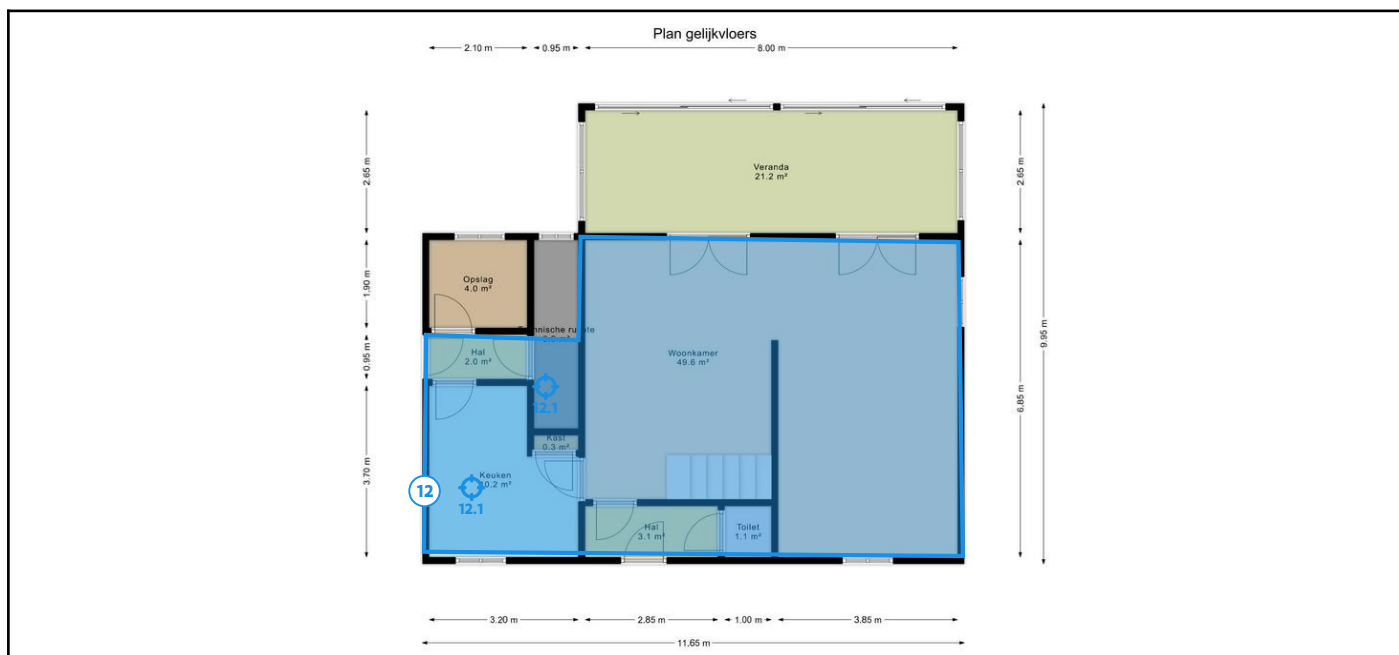 Plan gelijkvloers
2.10 m
0.95 m
8.00 m
2.65 m
Veranda
21.2 m²
2.65 m
9.95 m
1.90 m
Opslag
4.0 m²
0.95 m
Hal
2.0 m²
Woonkamer
49.6 m²
6.85 m
12.1
3.70 m
Kast
0.3 m²
Keuken
12
12.1
Hal
3.1 m²
Toilet
1.1 m²
3.20 m
2.85 m
1.00 m
3.85 m
11.65 m